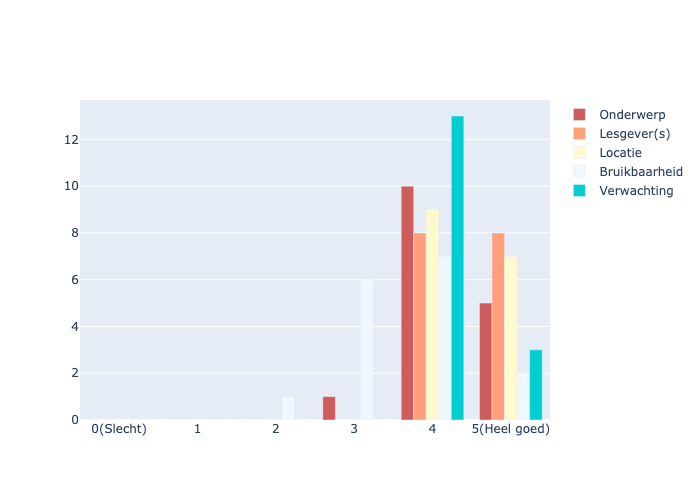 12
10
8
6
4
2
0
0(Slecht) 1 2 3 4 5(Heel goed)
Onderwerp
Lesgever(s)
Locatie
Bruikbaarheid
Verwachting